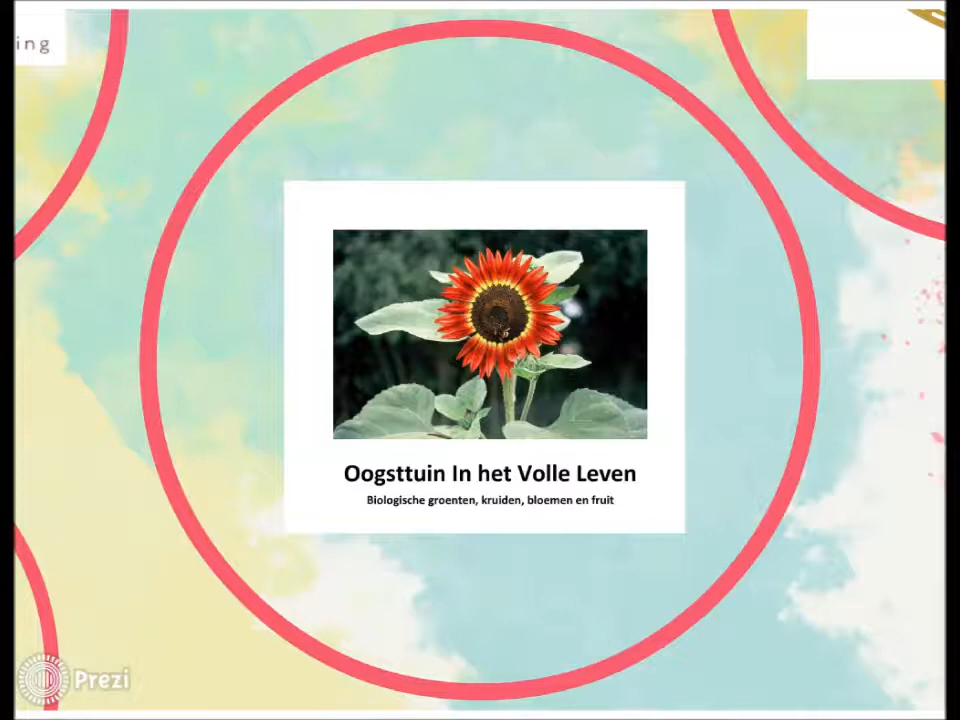 ing
Oogsttuin In het Volle Leven
Biologische groenten, kruiden, bloemen en fruit
Prezi